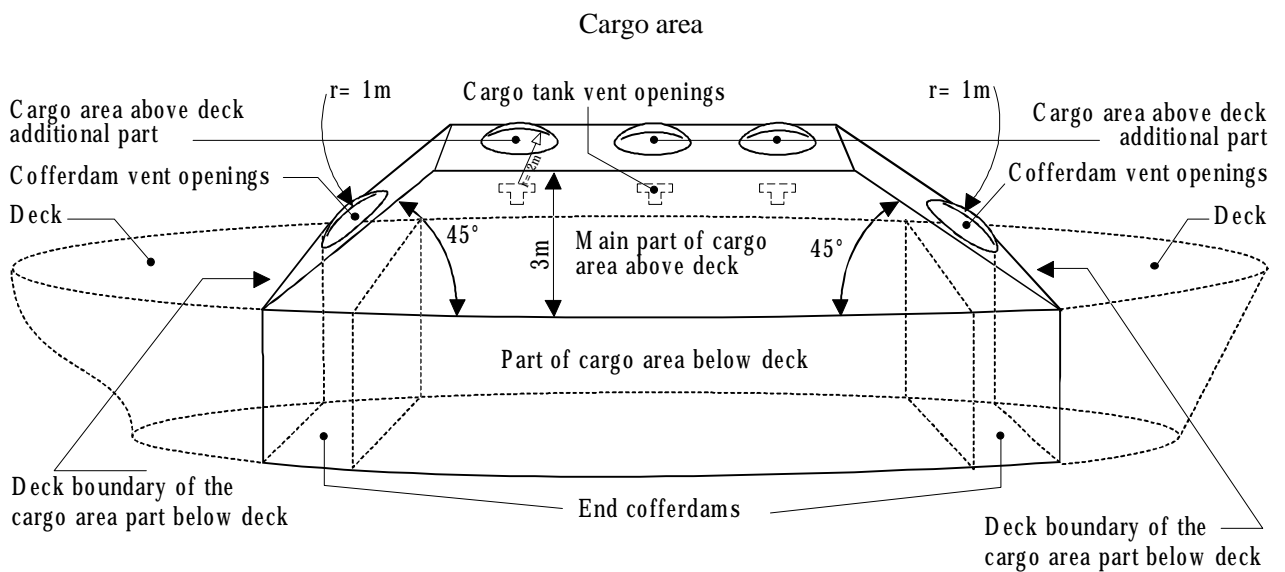 Cargo area
r= 1m
Cargo tank vent openings
r= 1m
Cargo area above deck
additional part
Cargo area above deck
additional part
r= 2m
Cofferdam vent openings
Cofferdam vent openings
Deck
Deck
45°
3m
Main part of cargo
area above deck
45°
Part of cargo area below deck
Deck boundary of the
cargo area part below deck
End cofferdams
Deck boundary of the
cargo area part below deck